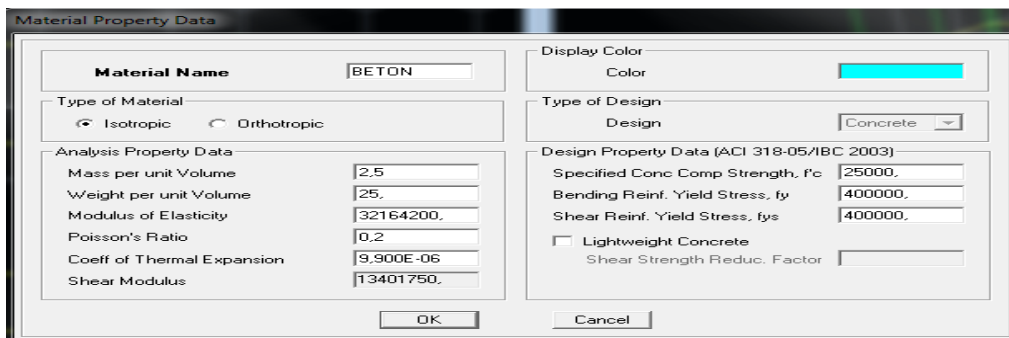 Material Property Data
Material Name BETON
Display Color
Color
Type of Material
Isotropic Orthotropic
Type of Design
Design Concrete
Analysis Property Data
Mass per unit Volume 2,5
Weight per unit Volume 25,
Modulus of Elasticity 32164200,
Poisson's Ratio 0,2
Coeff of Thermal Expansion 9,900E-06
Shear Modulus 13401750,
Design Property Data (ACI 318-05/IBC 2003)
Specified Conc Comp Strength, f'c 25000,
Bending Reinf. Yield Stress, fy 400000,
Shear Reinf. Yield Stress, fys 400000,
Lightweight Concrete
Shear Strength Reduc. Factor
OK Cancel